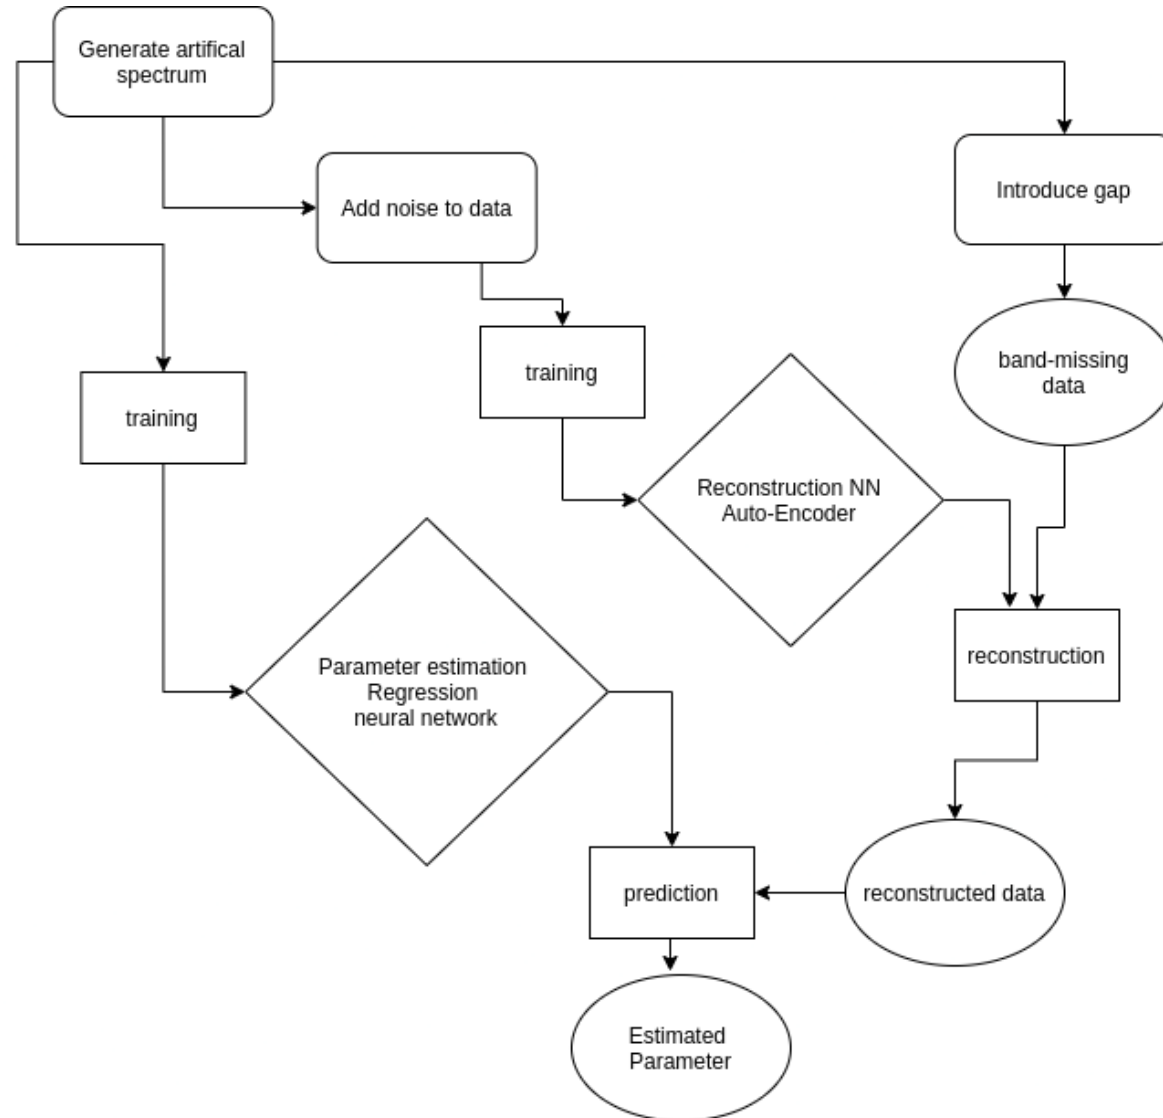 Generate artifical
spectrum
Add noise to data
Introduce gap
training
band-missing
data
training
Reconstruction NN
Auto-Encoder
reconstruction
Parameter estimation
Regression
neural network
prediction
reconstructed data
Estimated
Parameter